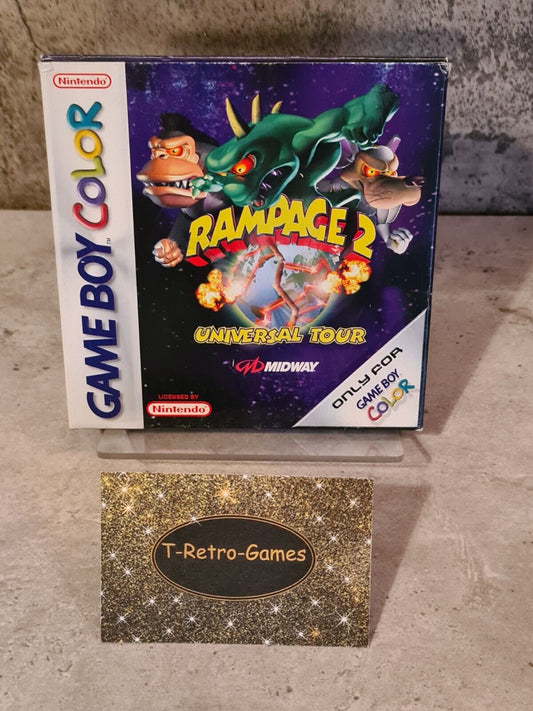 Nintendo
GAME BOY COLOR
™
RAMPAGE 2
UNIVERSAL TOUR
MIDWAY
LICENSED BY
Nintendo
ONLY FOR
GAME BOY
COLOR
T-Retro-Games